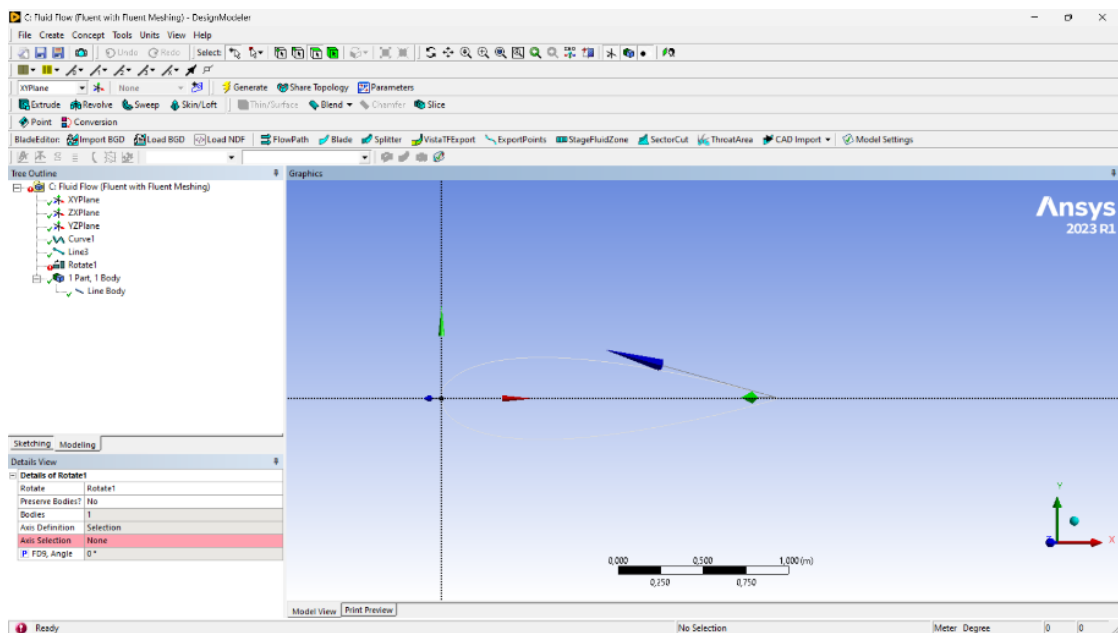 C: Fluid Flow (Fluent with Fluent Meshing) - DesignModeler
File Create Concept Tools Units View Help
Undo Redo Select:
XYPlane None Generate Share Topology Parameters
Extrude Revolve Sweep Skin/Loft Thin/Surface Blend Chamfer Slice
Point Conversion
BladeEditor: Import BGD Load BGD Load NDF FlowPath Blade Splitter VistaTFExport ExportPoints StageFluidZone SectorCut ThroatArea CAD Import Model Settings
Tree Outline
C: Fluid Flow (Fluent with Fluent Meshing)
XYPlane
ZXPlane
YZPlane
Curve1
Line3
Rotate1
1 Part, 1 Body
Line Body
Sketching Modeling
Details View
Details of Rotate1
Rotate Rotate1
Preserve Bodies? No
Bodies 1
Axis Definition Selection
Axis Selection None
P FD9, Angle 0 °
Graphics
Ansys
2023 R1
Y
X
0,000 0,500 1,000 (m)
0,250 0,750
Model View Print Preview
Ready No Selection Meter Degree 0 0